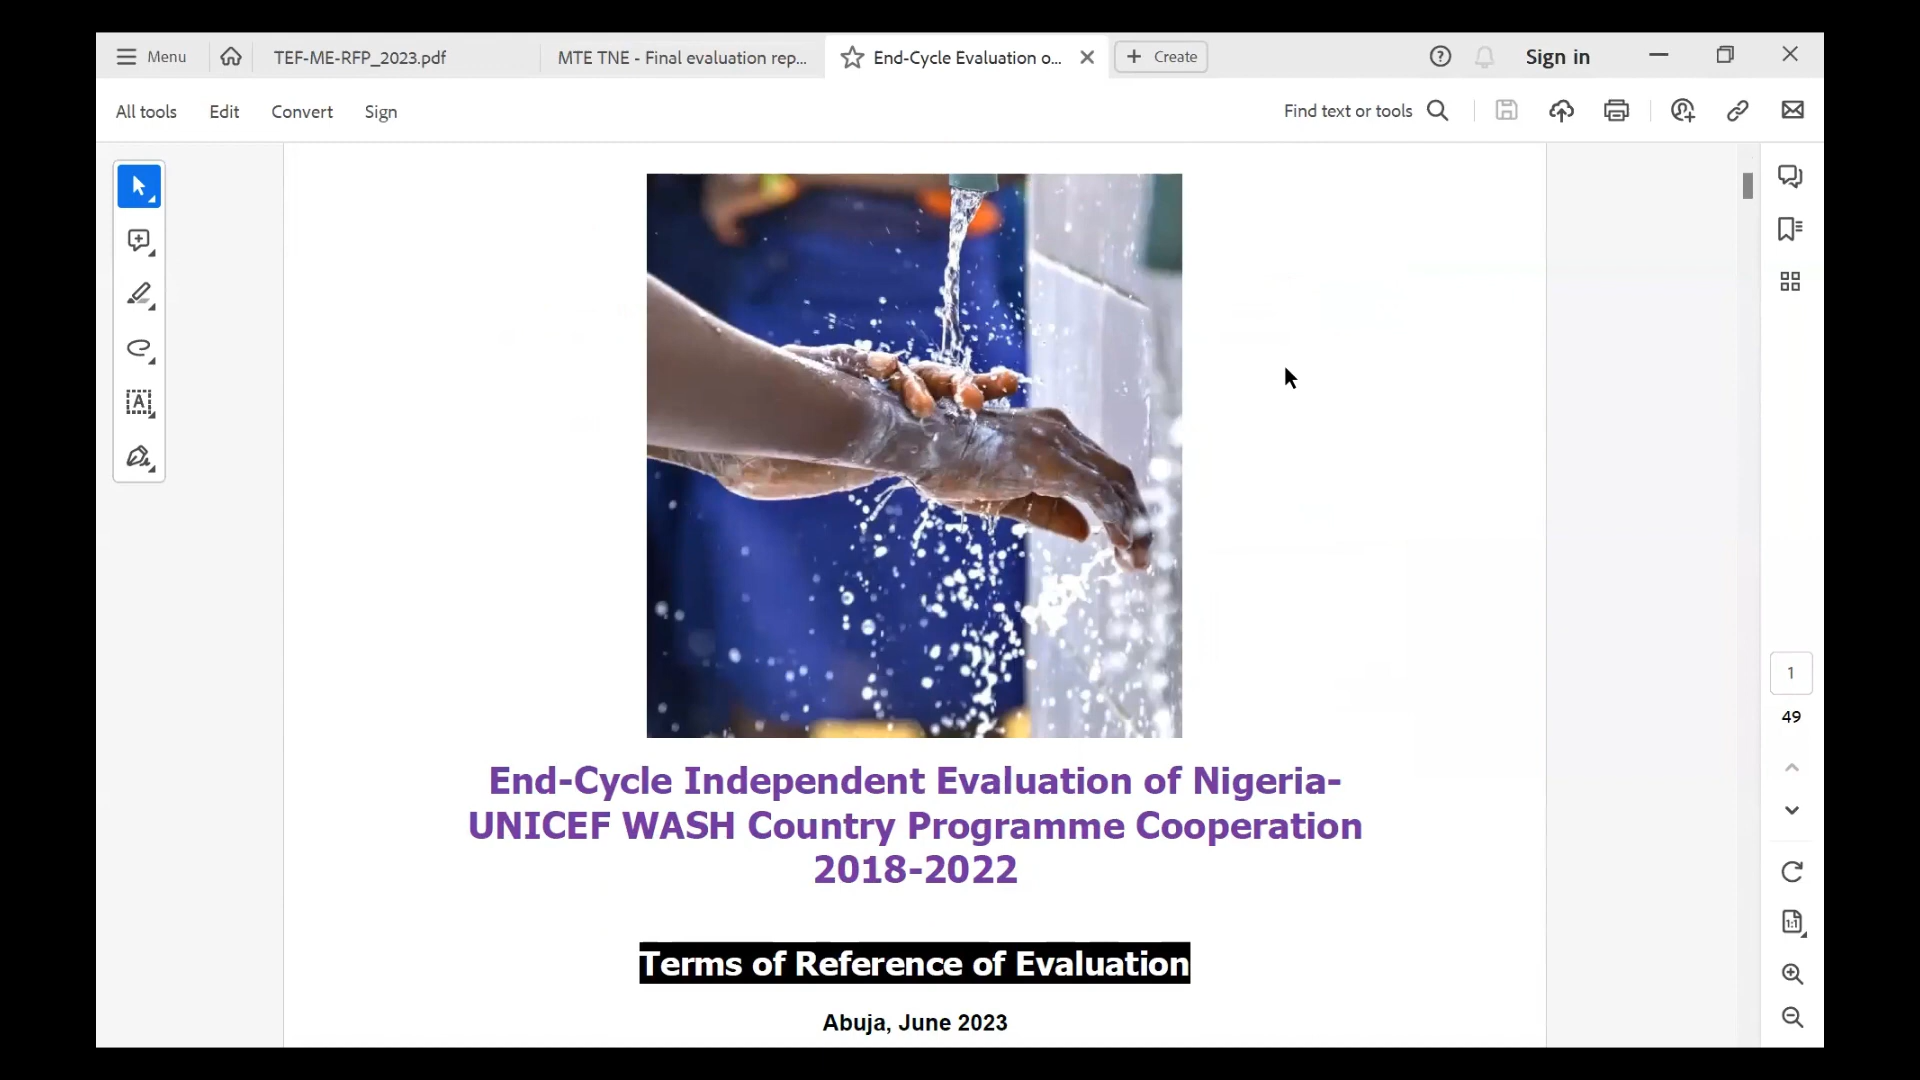 Menu
TEF-ME-RFP_2023.pdf
MTE TNE - Final evaluation rep...
End-Cycle Evaluation o...
Create
Sign in
All tools
Edit
Convert
Sign
Find text or tools
End-Cycle Independent Evaluation of Nigeria-
UNICEF WASH Country Programme Cooperation
2018-2022
Terms of Reference of Evaluation
Abuja, June 2023
1
49